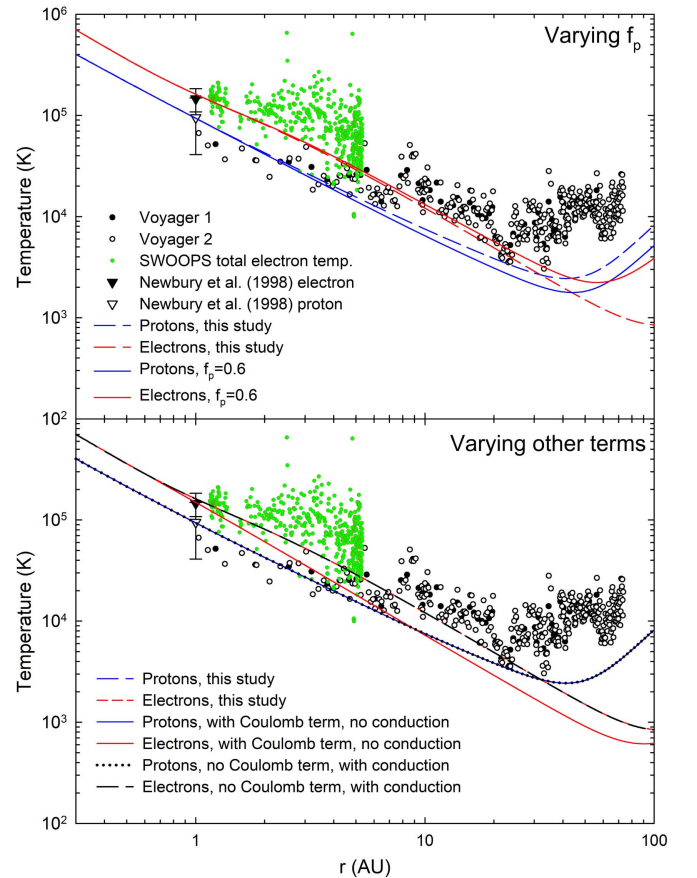 Varying fp
10⁶
10⁵
10⁴
10³
10²
Temperature (K)
Voyager 1
Voyager 2
SWOOPS total electron temp.
Newbury et al. (1998) electron
Newbury et al. (1998) proton
Protons, this study
Electrons, this study
Protons, fp=0.6
Electrons, fp=0.6
Varying other terms
10⁵
10⁴
10³
10²
Temperature (K)
Protons, this study
Electrons, this study
Protons, with Coulomb term, no conduction
Electrons, with Coulomb term, no conduction
Protons, no Coulomb term, with conduction
Electrons, no Coulomb term, with conduction
1 10 100
r (AU)